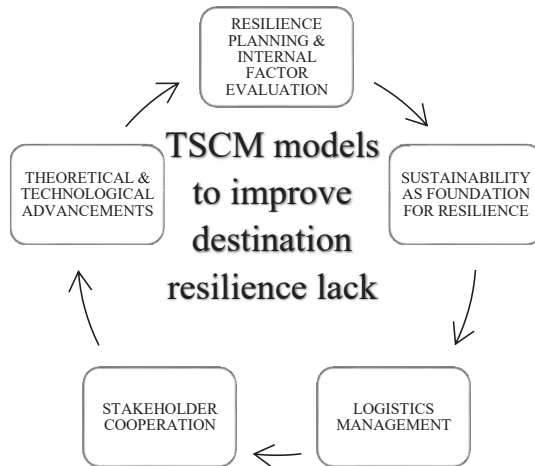 RESILIENCE
PLANNING &
INTERNAL
FACTOR
EVALUATION
TSCM models
to improve
destination
resilience lack
THEORETICAL &
TECHNOLOGICAL
ADVANCEMENTS
SUSTAINABILITY
AS FOUNDATION
FOR RESILIENCE
STAKEHOLDER
COOPERATION
LOGISTICS
MANAGEMENT